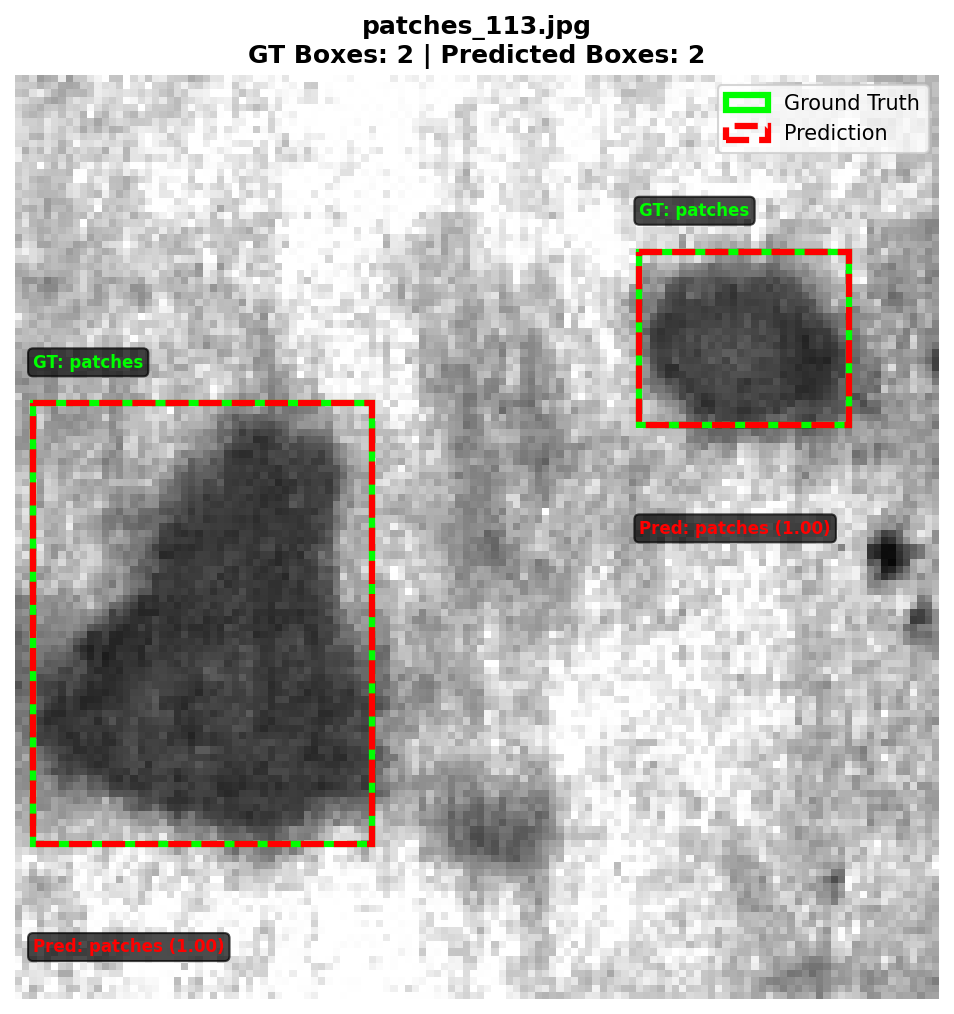 patches_113.jpg
GT Boxes: 2 | Predicted Boxes: 2
Ground Truth
Prediction
GT: patches
GT: patches
Pred: patches (1.00)
Pred: patches (1.00)